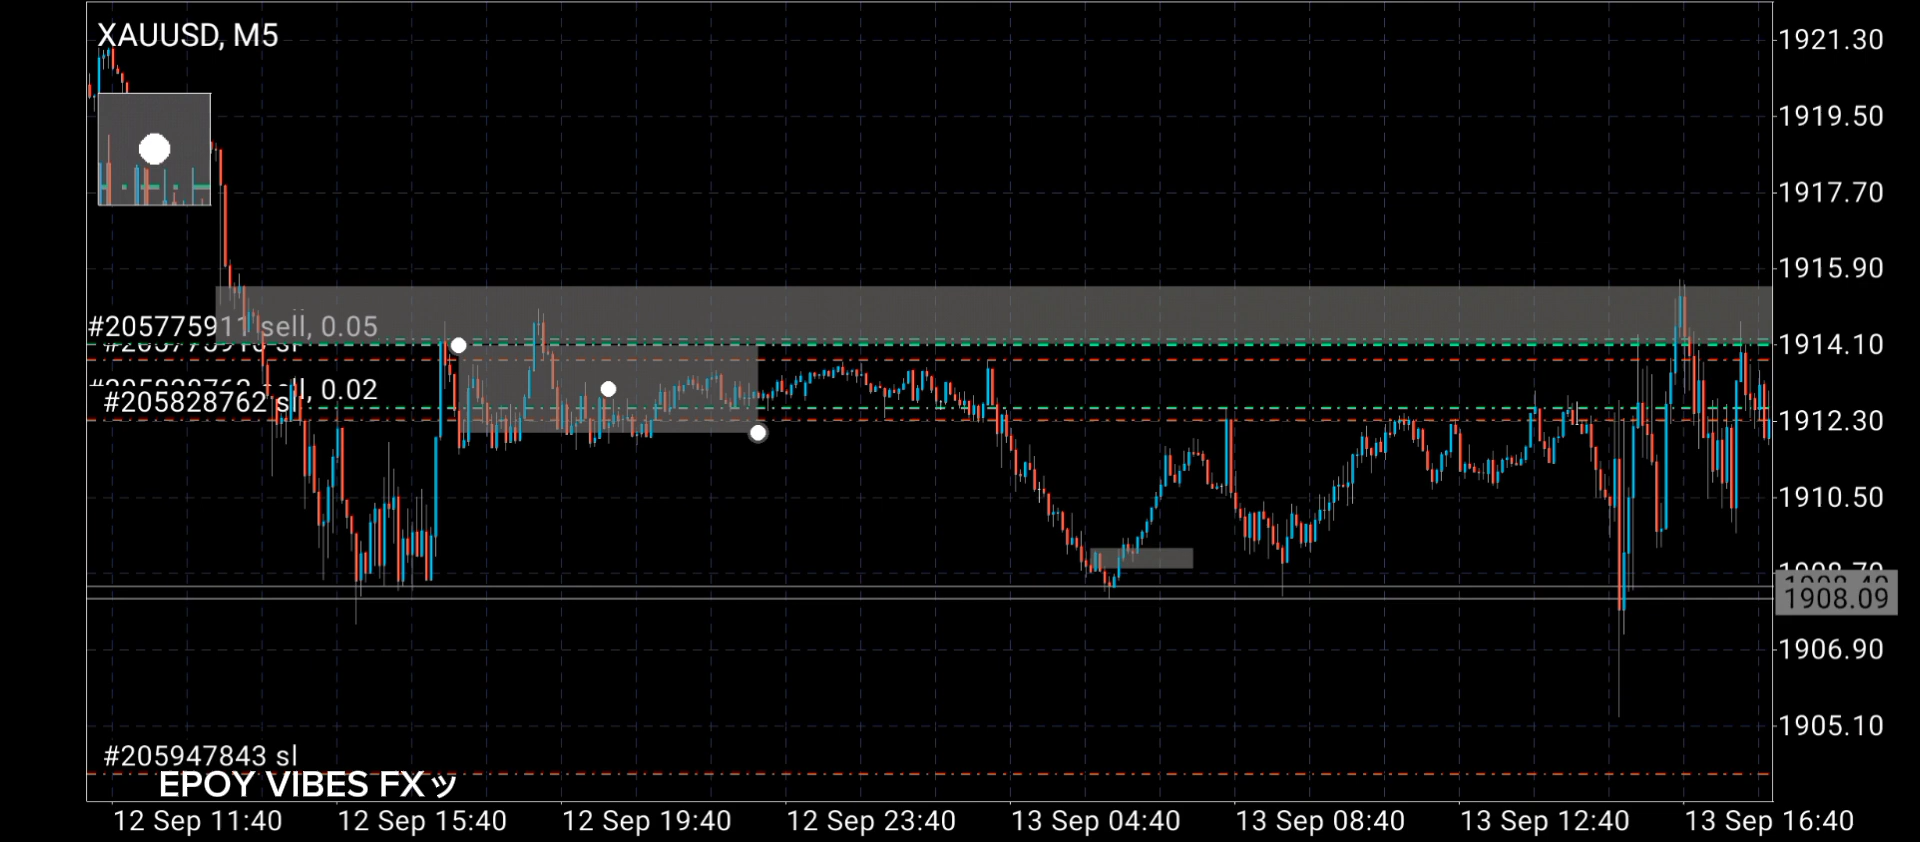 XAUUSD, M5
1921.30
1919.50
1917.70
1915.90
#205775911 sell, 0.05
1914.10
sell, 0.02
#205828762 sl
1912.30
1910.50
1908.09
1906.90
1905.10
#205947843 sl
EPOY VIBES FXッ
12 Sep 11:40 12 Sep 15:40 12 Sep 19:40 12 Sep 23:40 13 Sep 04:40 13 Sep 08:40 13 Sep 12:40 13 Sep 16:40